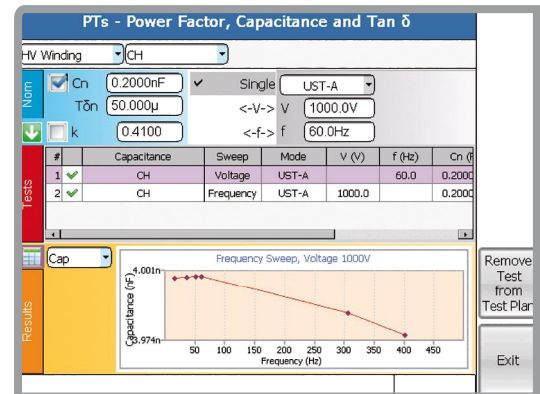 PTs - Power Factor, Capacitance and Tan δ
HV Winding CH
Nom
Cn 0.2000nF Single UST-A
Tδn 50.000µ <-V-> V 1000.0V
k 0.4100 <-f-> f 60.0Hz
Tests
# Capacitance Sweep Mode V (V) f (Hz) Cn (F
1 CH Voltage UST-A 60.0 0.2000
2 CH Frequency UST-A 1000.0 0.2000
Cap
Results
Frequency Sweep, Voltage 1000V
4.001n
Capacitance (nF)
3.974n
50 100 150 200 250 300 350 400 450
Frequency (Hz)
Remove
Test
from
Test Plan
Exit